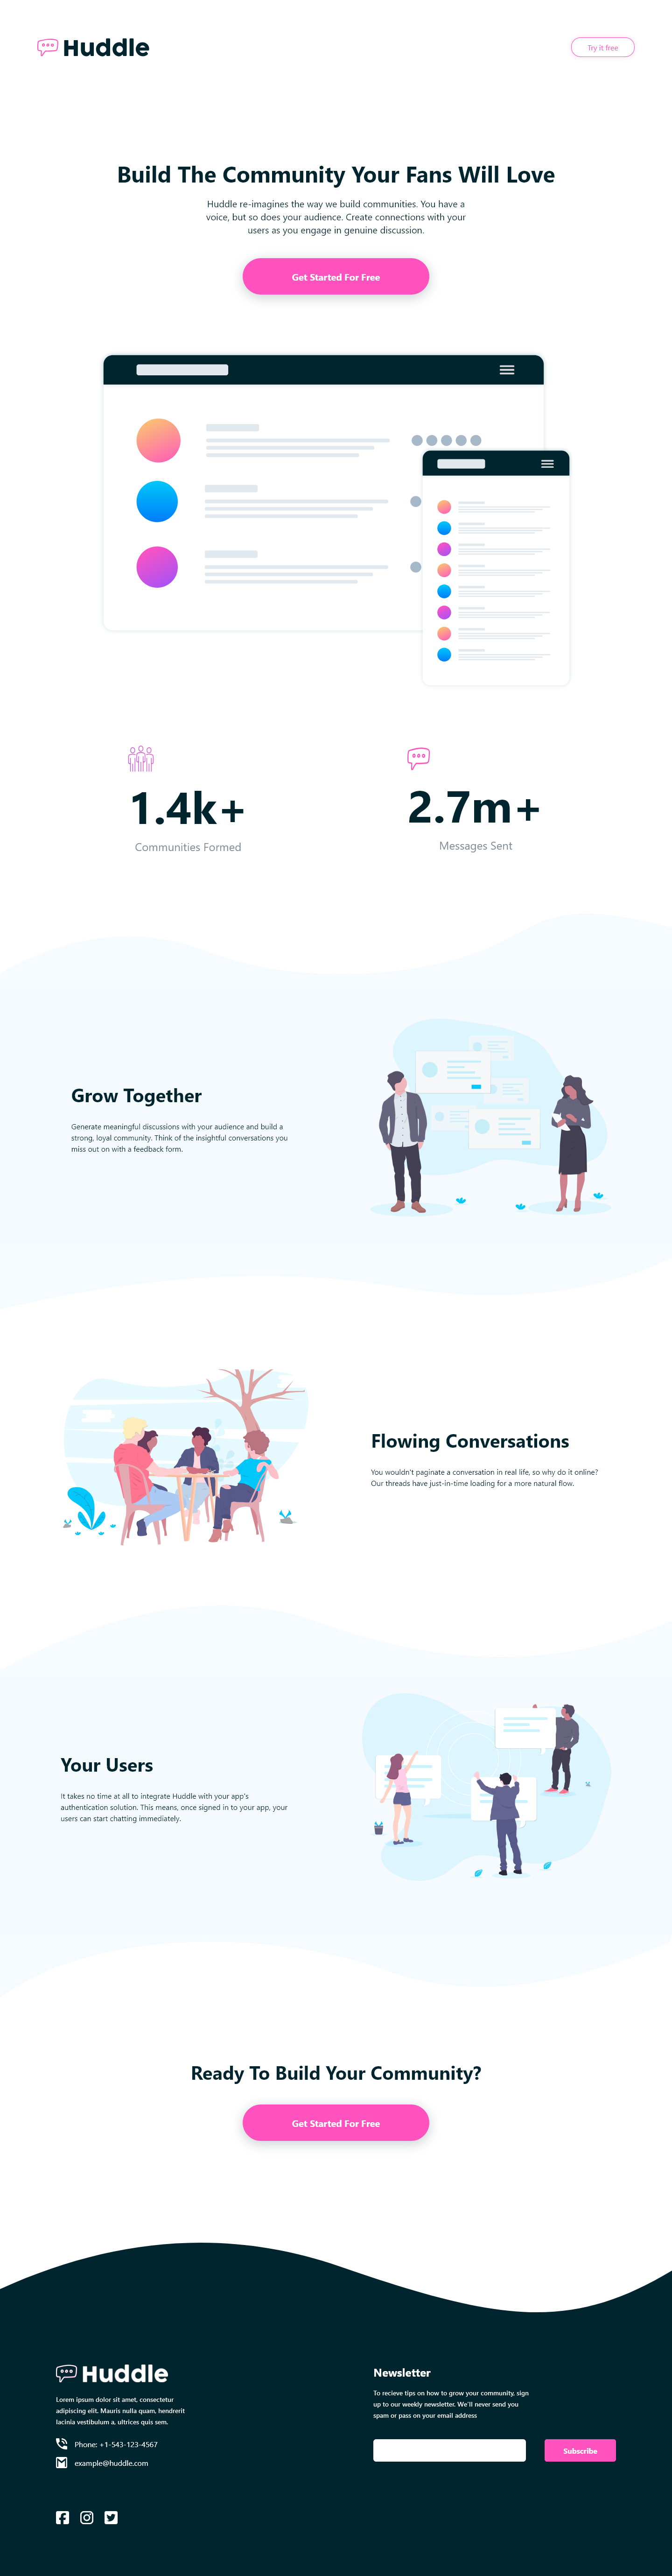 Huddle
Try it free
Build The Community Your Fans Will Love
Huddle re-imagines the way we build communities. You have a
voice, but so does your audience. Create connections with your
users as you engage in genuine discussion.
Get Started For Free
1.4k+
Communities Formed
2.7m+
Messages Sent
Grow Together
Generate meaningful discussions with your audience and build a
strong, loyal community. Think of the insightful conversations you
miss out on with a feedback form.
Flowing Conversations
You wouldn't paginate a conversation in real life, so why do it online?
Our threads have just-in-time loading for a more natural flow.
Your Users
It takes no time at all to integrate Huddle with your app's
authentication solution. This means, once signed in to your app, your
users can start chatting immediately.
Ready To Build Your Community?
Get Started For Free
Huddle
Lorem ipsum dolor sit amet, consectetur
adipiscing elit. Mauris nulla quam, hendrerit
lacinia vestibulum a, ultrices quis sem.
Phone: +1-543-123-4567
example@huddle.com
Newsletter
To recieve tips on how to grow your community, sign
up to our weekly newsletter. We'll never send you
spam or pass on your email address
Subscribe